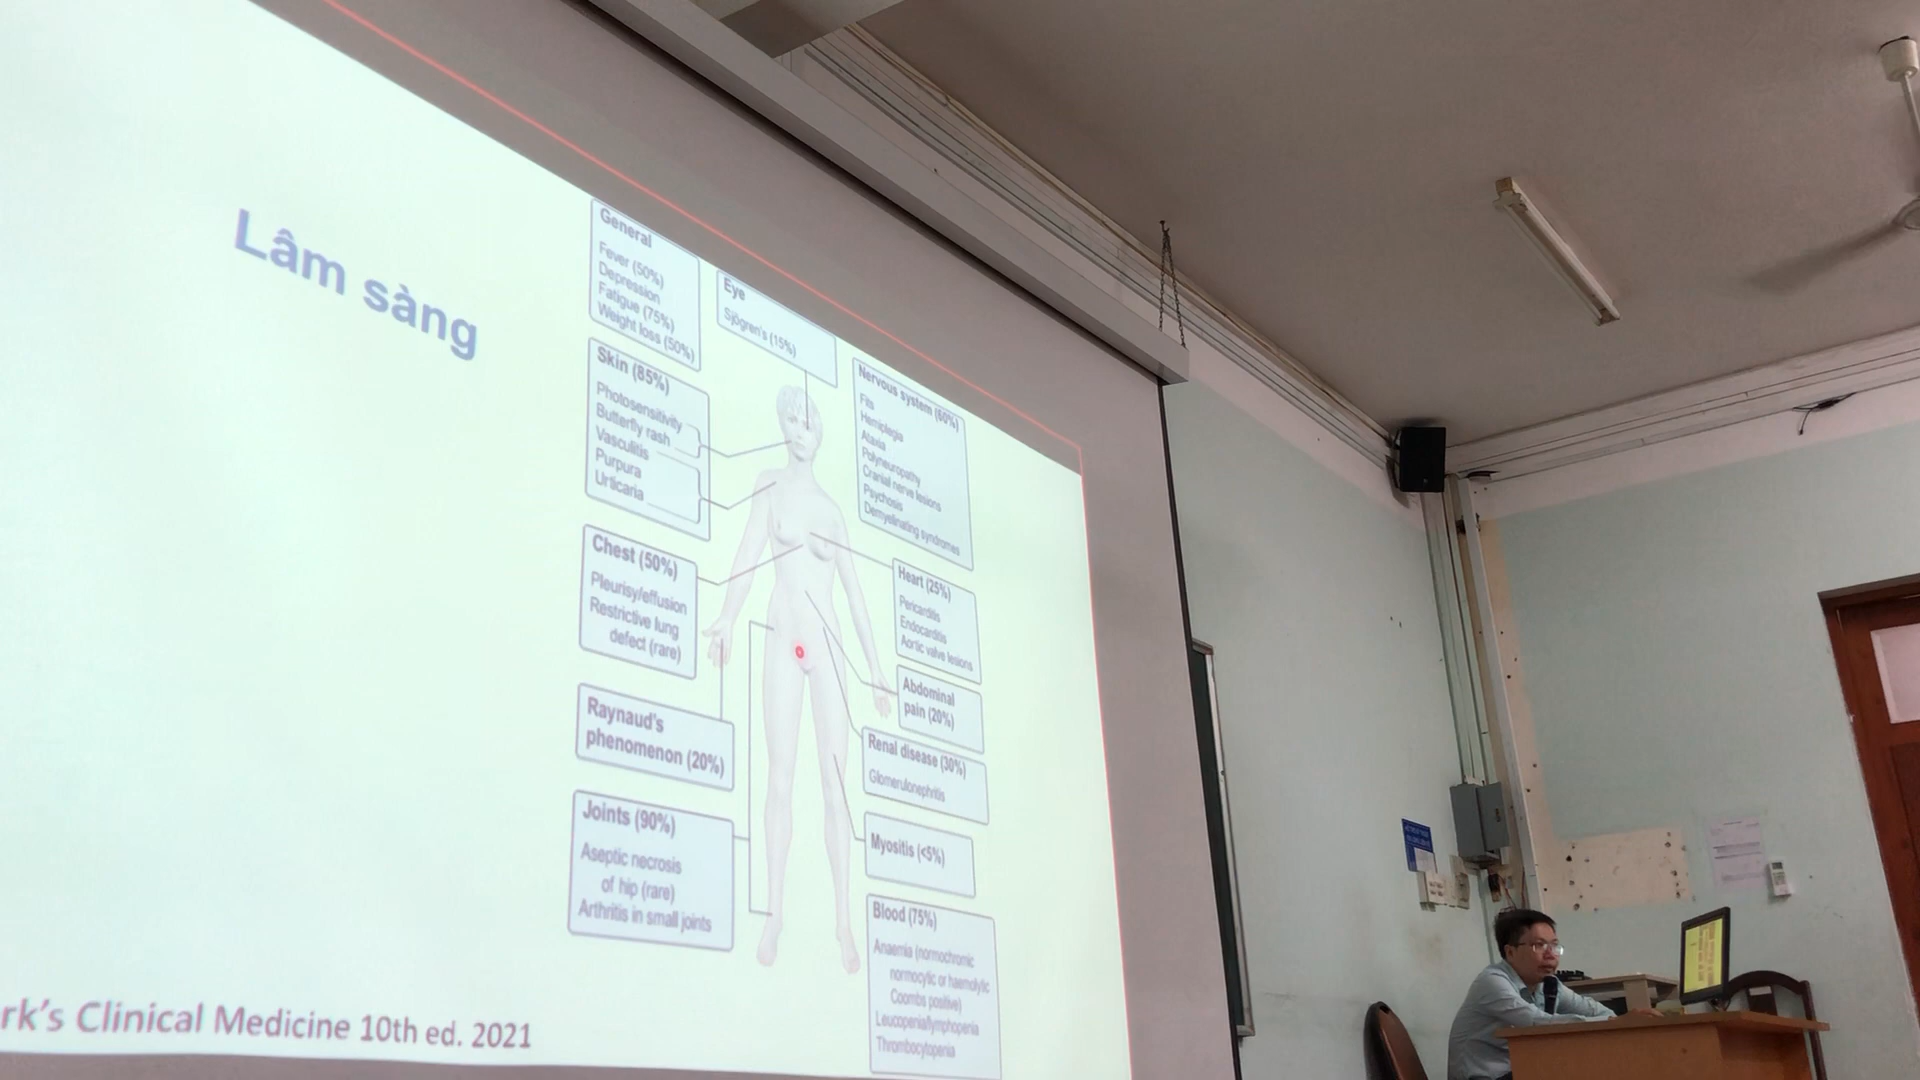 Lâm sàng
General
Fever (50%)
Depression
Fatigue (75%)
Weight loss (50%)
Eye
Sjögren's (15%)
Skin (85%)
Photosensitivity
Butterfly rash
Vasculitis
Purpura
Urticaria
Nervous system (60%)
Fits
Hemiplegia
Ataxia
Polyneuropathy
Cranial nerve lesions
Psychosis
Demyelinating syndromes
Chest (50%)
Pleurisy/effusion
Restrictive lung
defect (rare)
Heart (25%)
Pericarditis
Endocarditis
Aortic valve lesions
Abdominal
pain (20%)
Raynaud's
phenomenon (20%)
Renal disease (30%)
Glomerulonephritis
Joints (90%)
Aseptic necrosis
of hip (rare)
Arthritis in small joints
Myositis (<5%)
Blood (75%)
Anaemia (normochromic
normocytic or haemolytic
Coombs positive)
Leucopenia/lymphopenia
Thrombocytopenia
rk's Clinical Medicine 10th ed. 2021